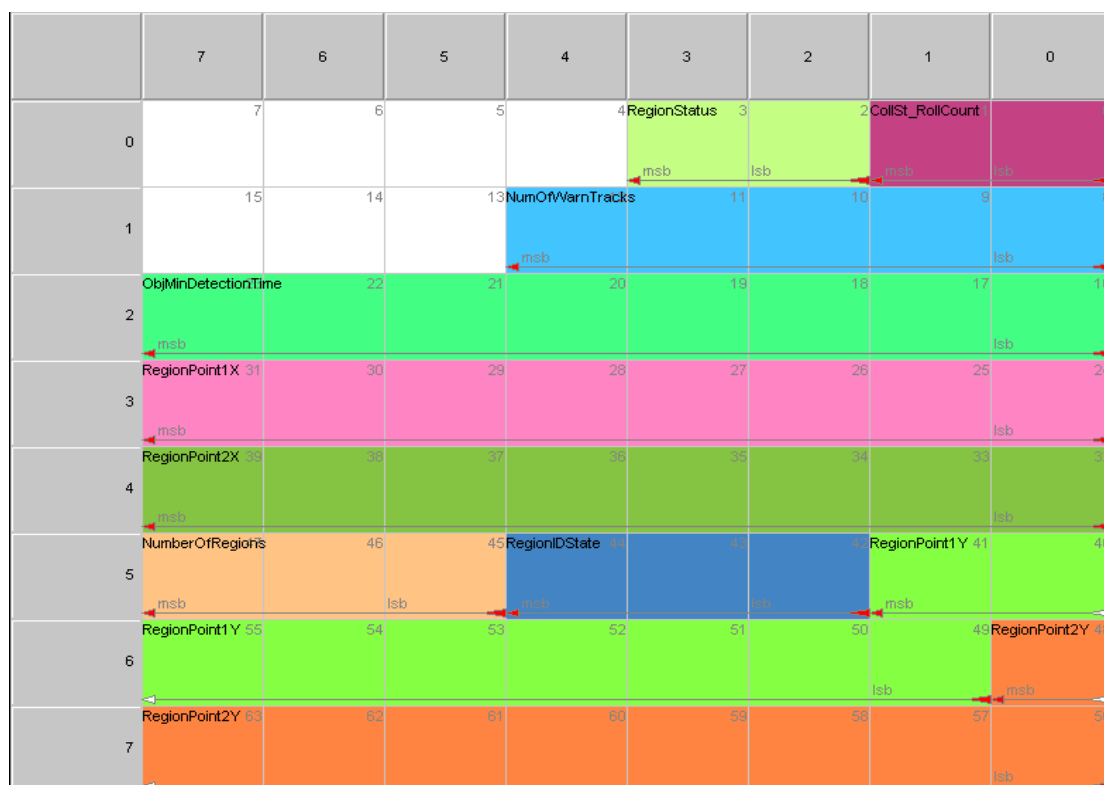 7 6 5 4 3 2 1 0
0 7 6 5 4 RegionStatus 3 2 CollSt_RollCount
msb lsb msb
1 15 14 13 NumOfWarnTracks 11 10 9
msb lsb
2 ObjMinDetectionTime 22 21 20 19 18 17
msb lsb
3 RegionPoint1X 31 30 29 28 27 26 25
msb lsb
4 RegionPoint2X 39 38 37 36 35 34 33
msb lsb
5 NumberOfRegions 46 45 RegionIDState 44 43 42 RegionPoint1Y 41
msb lsb msb lsb msb
6 RegionPoint1Y 55 54 53 52 51 50 49 RegionPoint2Y
lsb msb
7 RegionPoint2Y 63 62 61 60 59 58 57
lsb